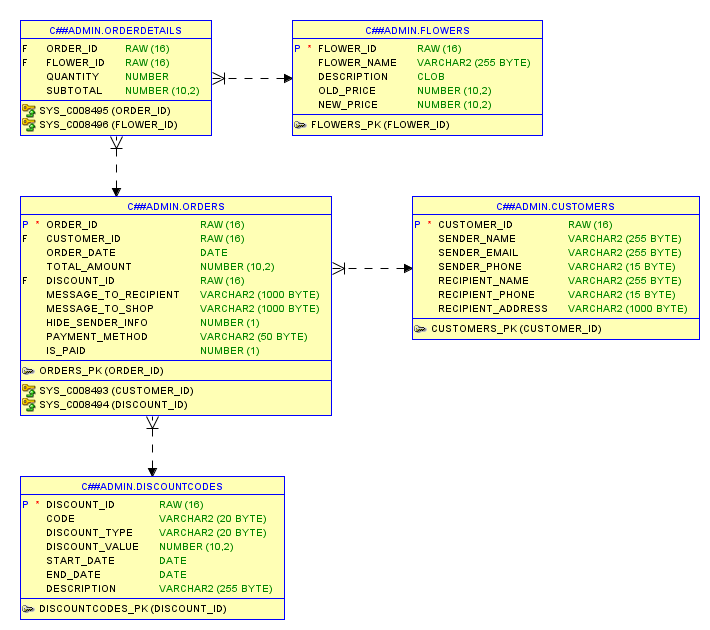 C##ADMIN.ORDERDETAILS
F ORDER_ID RAW (16)
F FLOWER_ID RAW (16)
QUANTITY NUMBER
SUBTOTAL NUMBER (10,2)
SYS_C008495 (ORDER_ID)
SYS_C008496 (FLOWER_ID)
C##ADMIN.FLOWERS
P * FLOWER_ID RAW (16)
FLOWER_NAME VARCHAR2 (255 BYTE)
DESCRIPTION CLOB
OLD_PRICE NUMBER (10,2)
NEW_PRICE NUMBER (10,2)
FLOWERS_PK (FLOWER_ID)
C##ADMIN.ORDERS
P * ORDER_ID RAW (16)
F CUSTOMER_ID RAW (16)
ORDER_DATE DATE
TOTAL_AMOUNT NUMBER (10,2)
F DISCOUNT_ID RAW (16)
MESSAGE_TO_RECIPIENT VARCHAR2 (1000 BYTE)
MESSAGE_TO_SHOP VARCHAR2 (1000 BYTE)
HIDE_SENDER_INFO NUMBER (1)
PAYMENT_METHOD VARCHAR2 (50 BYTE)
IS_PAID NUMBER (1)
ORDERS_PK (ORDER_ID)
SYS_C008493 (CUSTOMER_ID)
SYS_C008494 (DISCOUNT_ID)
C##ADMIN.CUSTOMERS
P * CUSTOMER_ID RAW (16)
SENDER_NAME VARCHAR2 (255 BYTE)
SENDER_EMAIL VARCHAR2 (255 BYTE)
SENDER_PHONE VARCHAR2 (15 BYTE)
RECIPIENT_NAME VARCHAR2 (255 BYTE)
RECIPIENT_PHONE VARCHAR2 (15 BYTE)
RECIPIENT_ADDRESS VARCHAR2 (1000 BYTE)
CUSTOMERS_PK (CUSTOMER_ID)
C##ADMIN.DISCOUNTCODES
P * DISCOUNT_ID RAW (16)
CODE VARCHAR2 (20 BYTE)
DISCOUNT_TYPE VARCHAR2 (20 BYTE)
DISCOUNT_VALUE NUMBER (10,2)
START_DATE DATE
END_DATE DATE
DESCRIPTION VARCHAR2 (255 BYTE)
DISCOUNTCODES_PK (DISCOUNT_ID)